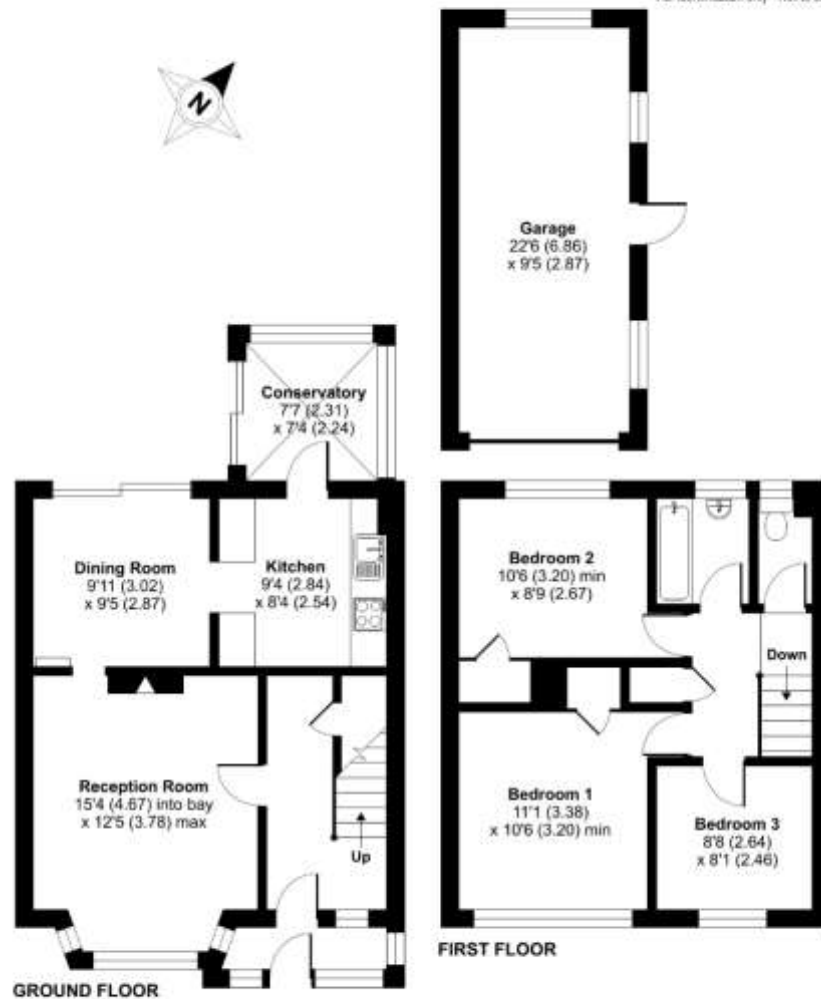 N
Garage
22'6 (6.86)
x 9'5 (2.87)
Conservatory
7'7 (2.31)
x 7'4 (2.24)
Dining Room
9'11 (3.02)
x 9'5 (2.87)
Kitchen
9'4 (2.84)
x 8'4 (2.54)
Reception Room
15'4 (4.67) into bay
x 12'5 (3.78) max
Up
GROUND FLOOR
Bedroom 2
10'6 (3.20) min
x 8'9 (2.67)
Down
Bedroom 1
11'1 (3.38)
x 10'6 (3.20) min
Bedroom 3
8'8 (2.64)
x 8'1 (2.46)
FIRST FLOOR